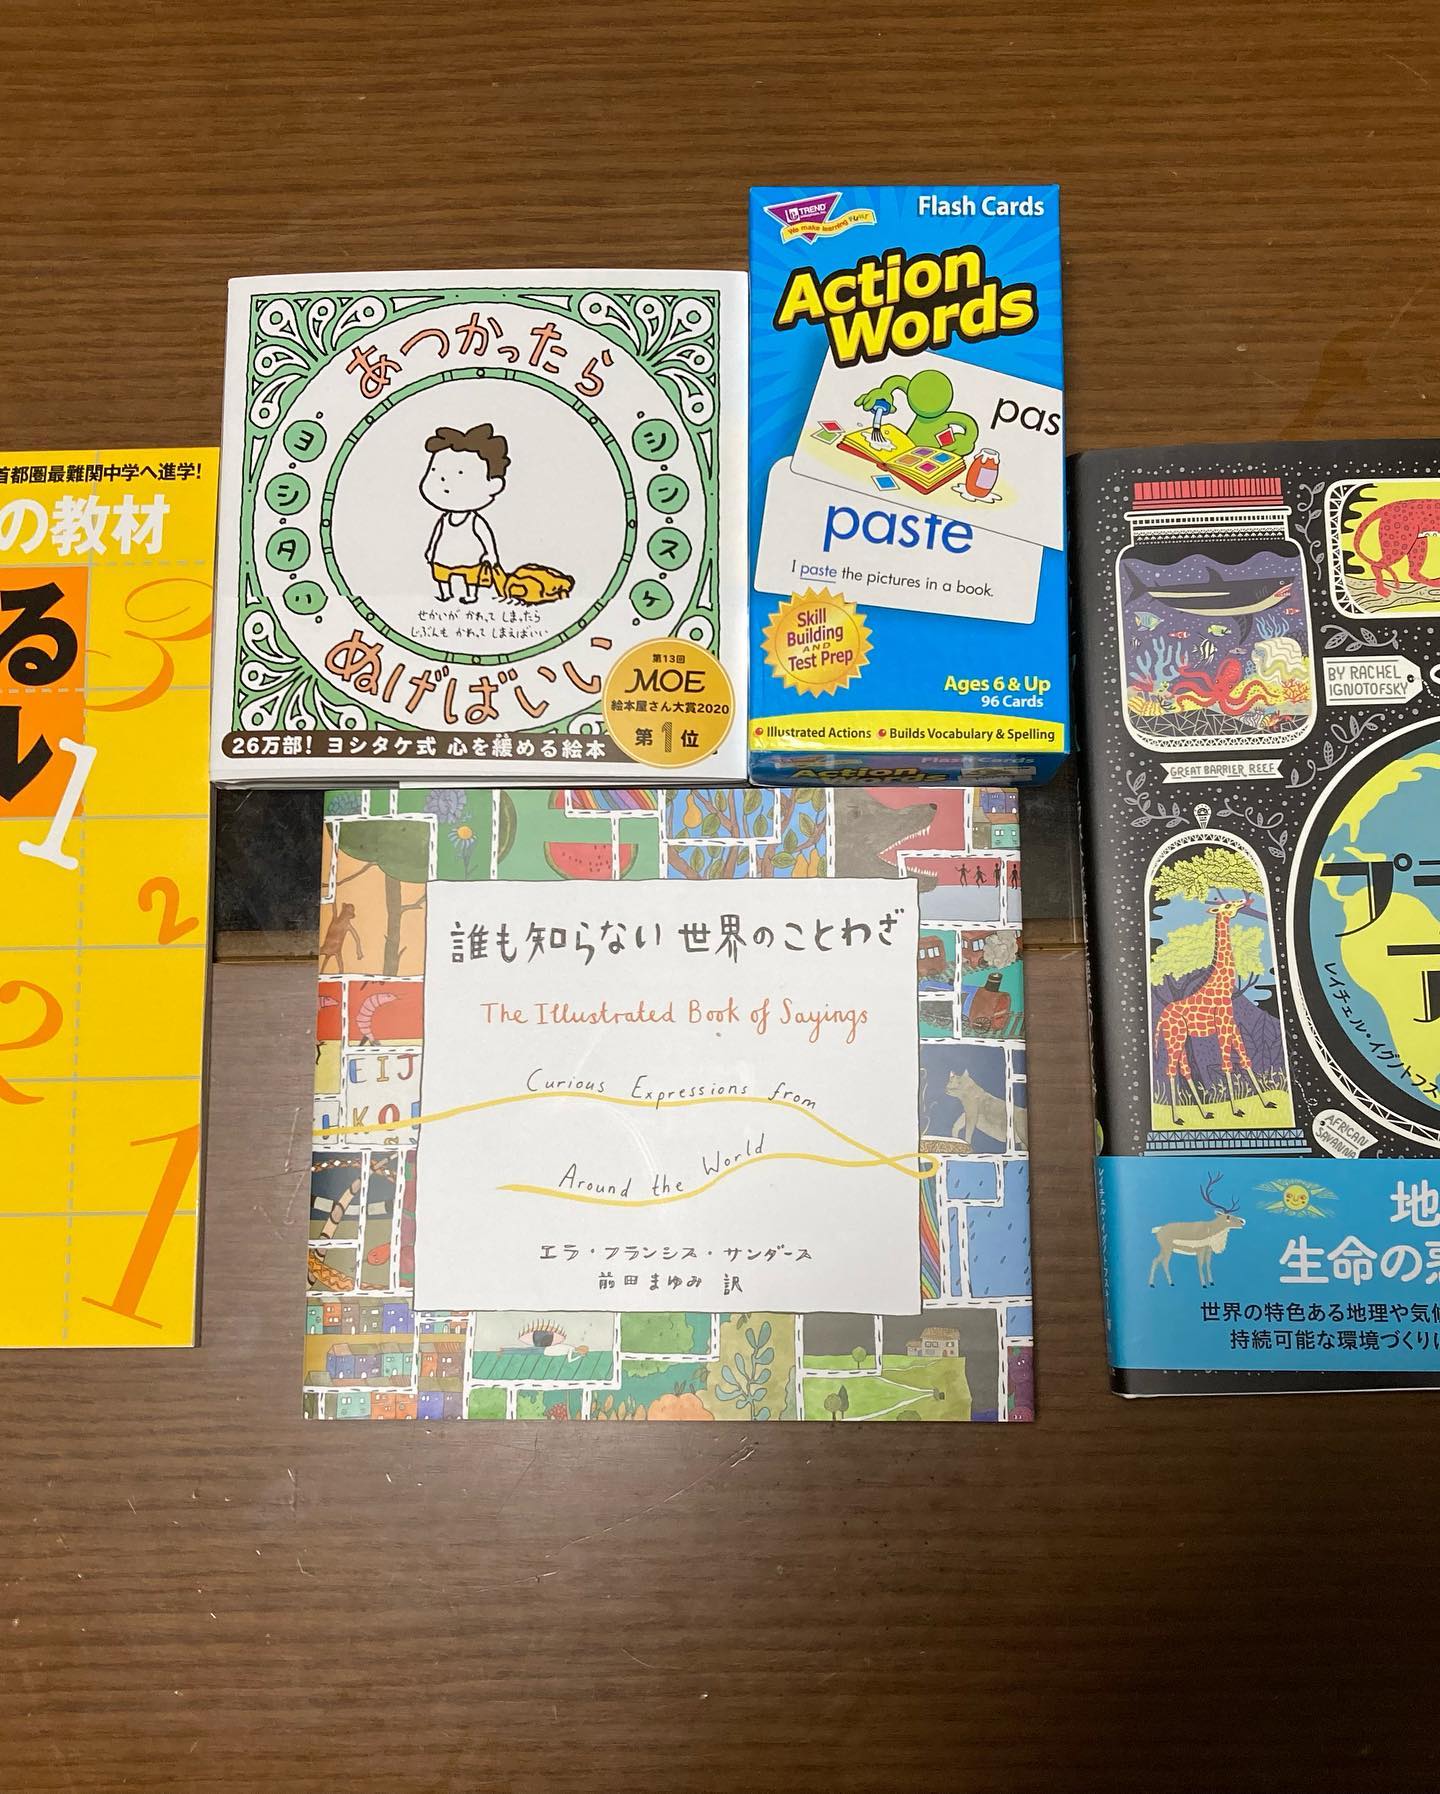 首都圏最難関中学へ進学!
の教材
る
3
1
2
1
あつかったら
ヨシタケ
シンスケ
せかいが かわって しまったら
じぶんも かわって しまえばいい
ぬげばいい
第13回
MOE
絵本屋さん大賞2020
第1位
26万部! ヨシタケ式 心を緩める絵本
TREND
We make learning FUN!
Flash Cards
Action
Words
pas
paste
I paste the pictures in a book.
Skill
Building
AND
Test Prep
Ages 6 & Up
96 Cards
Illustrated Actions
Builds Vocabulary & Spelling
Flash Cards
Action Words
誰も知らない 世界のことわざ
The Illustrated Book of Sayings
Curious Expressions from
Around the World
EIJ
エラ・フランシス・サンダース
前田まゆみ 訳
BY RACHEL
IGNOTOFSKY
GREAT BARRIER REEF
プラ
レイチェル・イグノトフス
AFRICAN
SAVANNA
地
生命の
世界の特色ある地理や気候
持続可能な環境づくりに